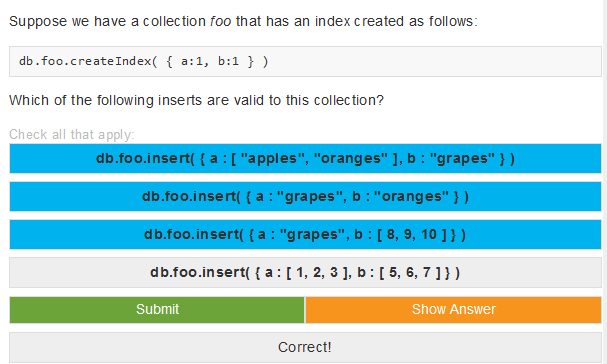 Suppose we have a collection foo that has an index created as follows:
db.foo.createIndex( { a:1, b:1 } )
Which of the following inserts are valid to this collection?
Check all that apply:
db.foo.insert( { a : [ "apples", "oranges" ], b : "grapes" } )
db.foo.insert( { a : "grapes", b : "oranges" } )
db.foo.insert( { a : "grapes", b : [ 8, 9, 10 ] } )
db.foo.insert( { a : [ 1, 2, 3 ], b : [ 5, 6, 7 ] } )
Submit Show Answer
Correct!